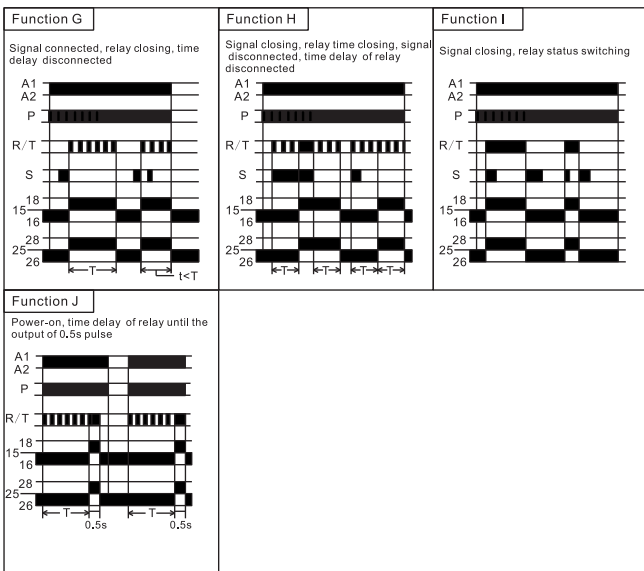 Function G
Signal connected, relay closing, time
delay disconnected
A1
A2
P
R/T
S
18
15
16
28
25
26
T
t<T
Function H
Signal closing, relay time closing, signal
disconnected, time delay of relay
disconnected
A1
A2
P
R/T
S
18
15
16
28
25
26
T
T
T
T
Function I
Signal closing, relay status switching
A1
A2
P
R/T
S
18
15
16
28
25
26
Function J
Power-on, time delay of relay until the
output of 0.5s pulse
A1
A2
P
R/T
18
15
16
28
25
26
T
T
0.5s
0.5s